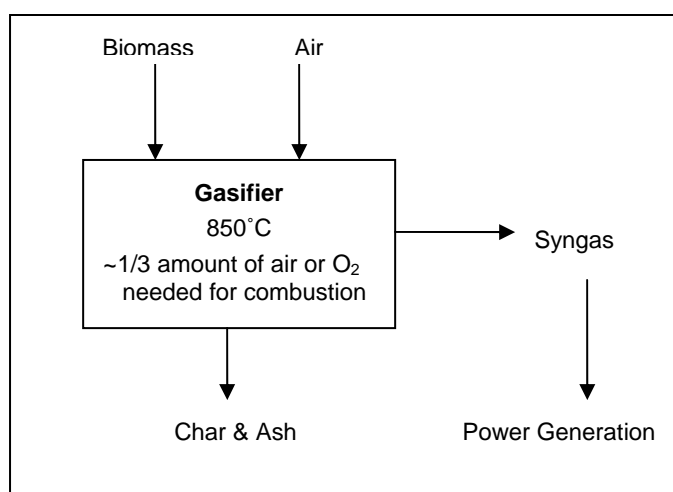 Biomass
Air
Gasifier
850˚C
~1/3 amount of air or O₂
needed for combustion
Syngas
Char & Ash
Power Generation